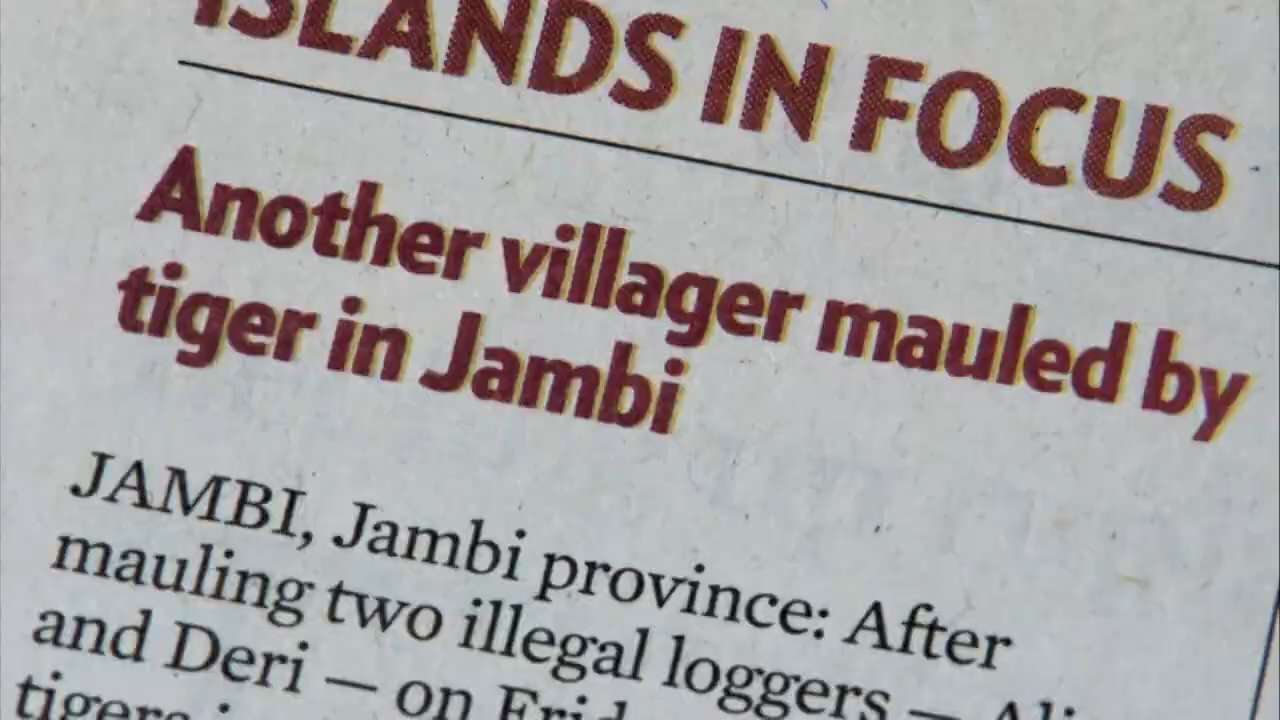 ISLANDS IN FOCUS
Another villager mauled by
tiger in Jambi
JAMBI, Jambi province: After
mauling two illegal loggers —
and Deri — on
tigers